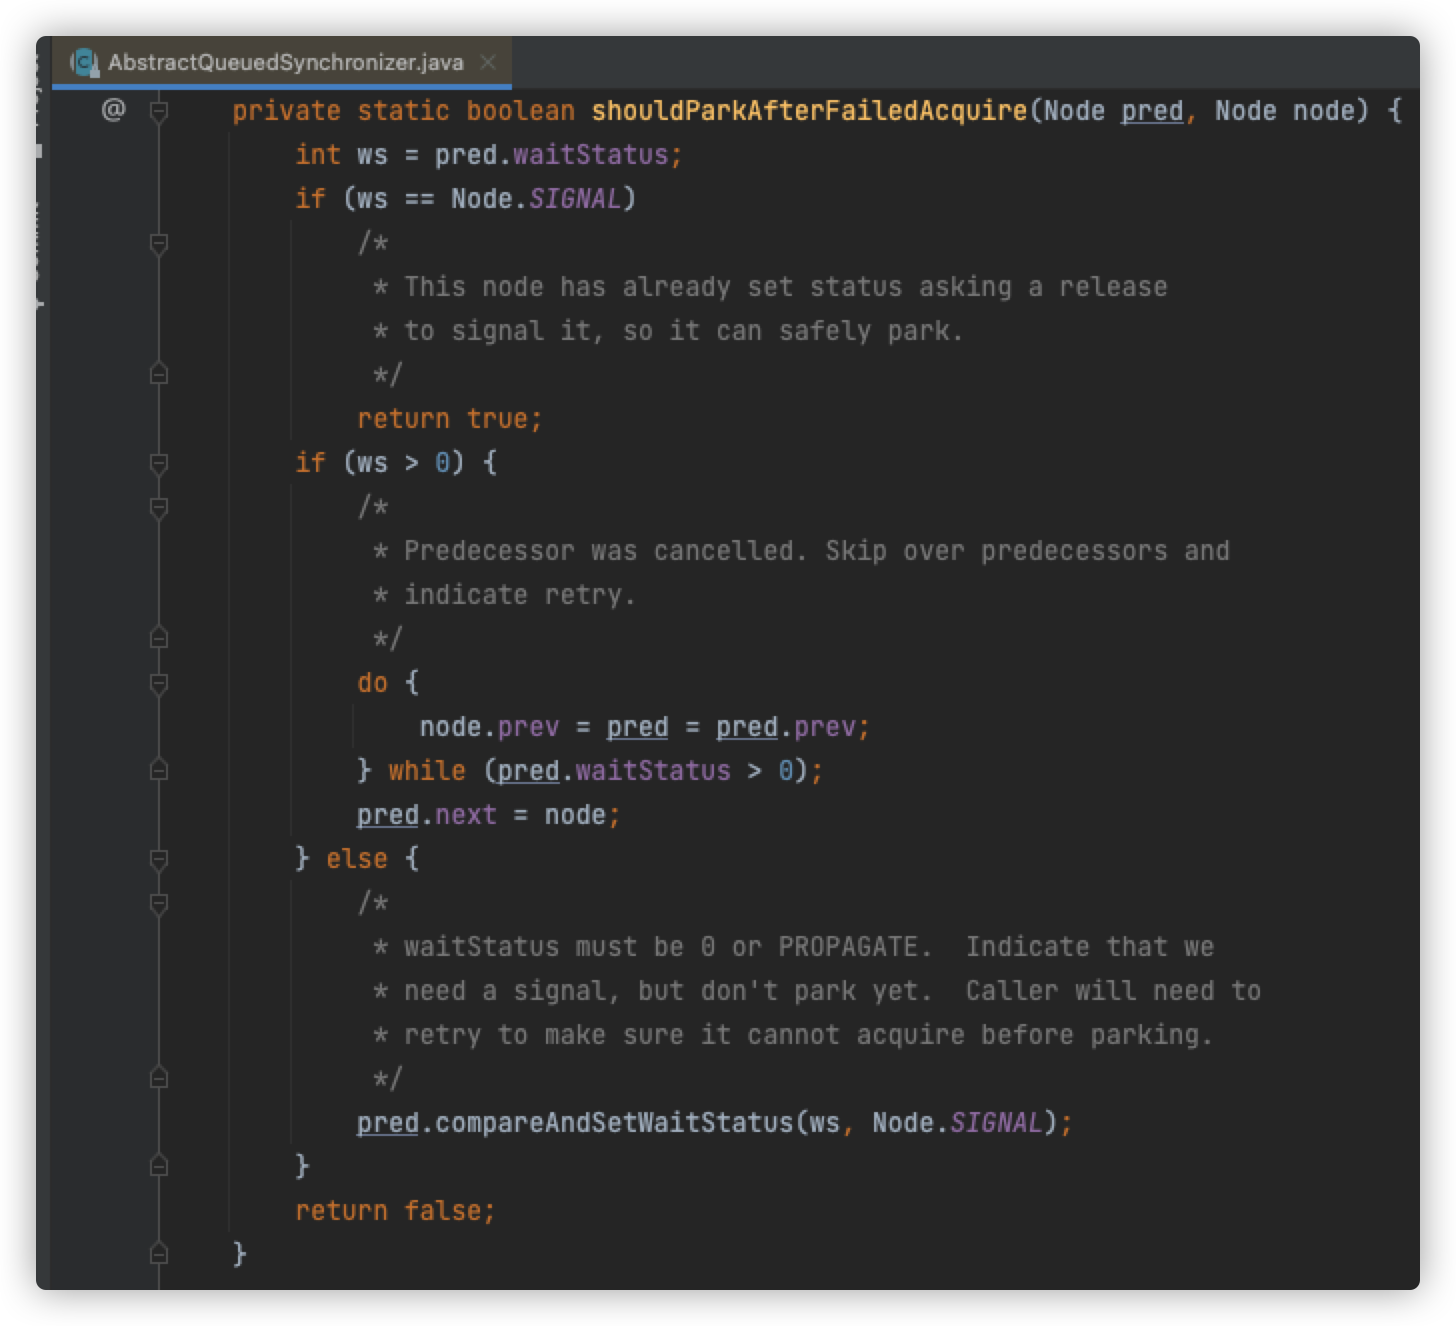 AbstractQueuedSynchronizer.java
@
private static boolean shouldParkAfterFailedAcquire(Node pred, Node node) {
    int ws = pred.waitStatus;
    if (ws == Node.SIGNAL)
        /*
         * This node has already set status asking a release
         * to signal it, so it can safely park.
         */
        return true;
    if (ws > 0) {
        /*
         * Predecessor was cancelled. Skip over predecessors and
         * indicate retry.
         */
        do {
            node.prev = pred = pred.prev;
        } while (pred.waitStatus > 0);
        pred.next = node;
    } else {
        /*
         * waitStatus must be 0 or PROPAGATE.  Indicate that we
         * need a signal, but don't park yet.  Caller will need to
         * retry to make sure it cannot acquire before parking.
         */
        pred.compareAndSetWaitStatus(ws, Node.SIGNAL);
    }
    return false;
}